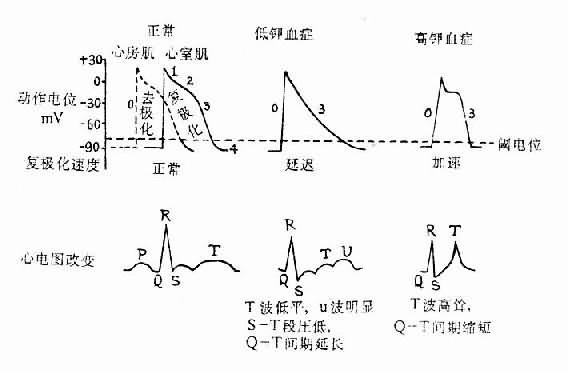 正常
低钾血症
高钾血症
心房肌 心室肌
+30
0
-30
-60
-90
动作电位
mV
0
去极化
1
2
复极化
3
4
0
3
0
3
阈电位
复极化速度
正常
延迟
加速
心电图改变
P
R
Q
S
T
R
Q
S
T
U
R
Q
S
T
T波低平，u波明显
S-T段压低，
Q-T间期延长
T波高耸，
Q-T间期缩短